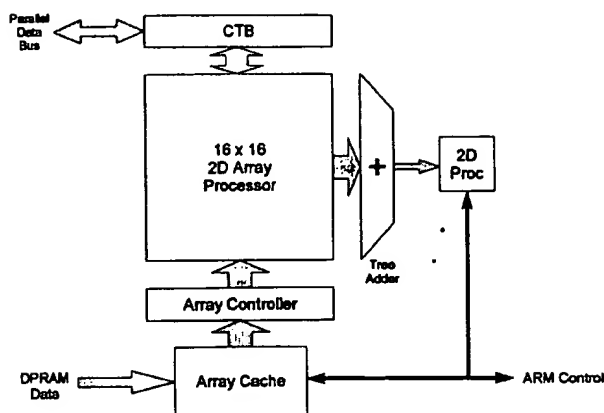 Parallel
Data
Bus
CTB
16 x 16
2D Array
Processor
+
2D
Proc
Tree
Adder
Array Controller
DPRAM
Data
Array Cache
ARM Control